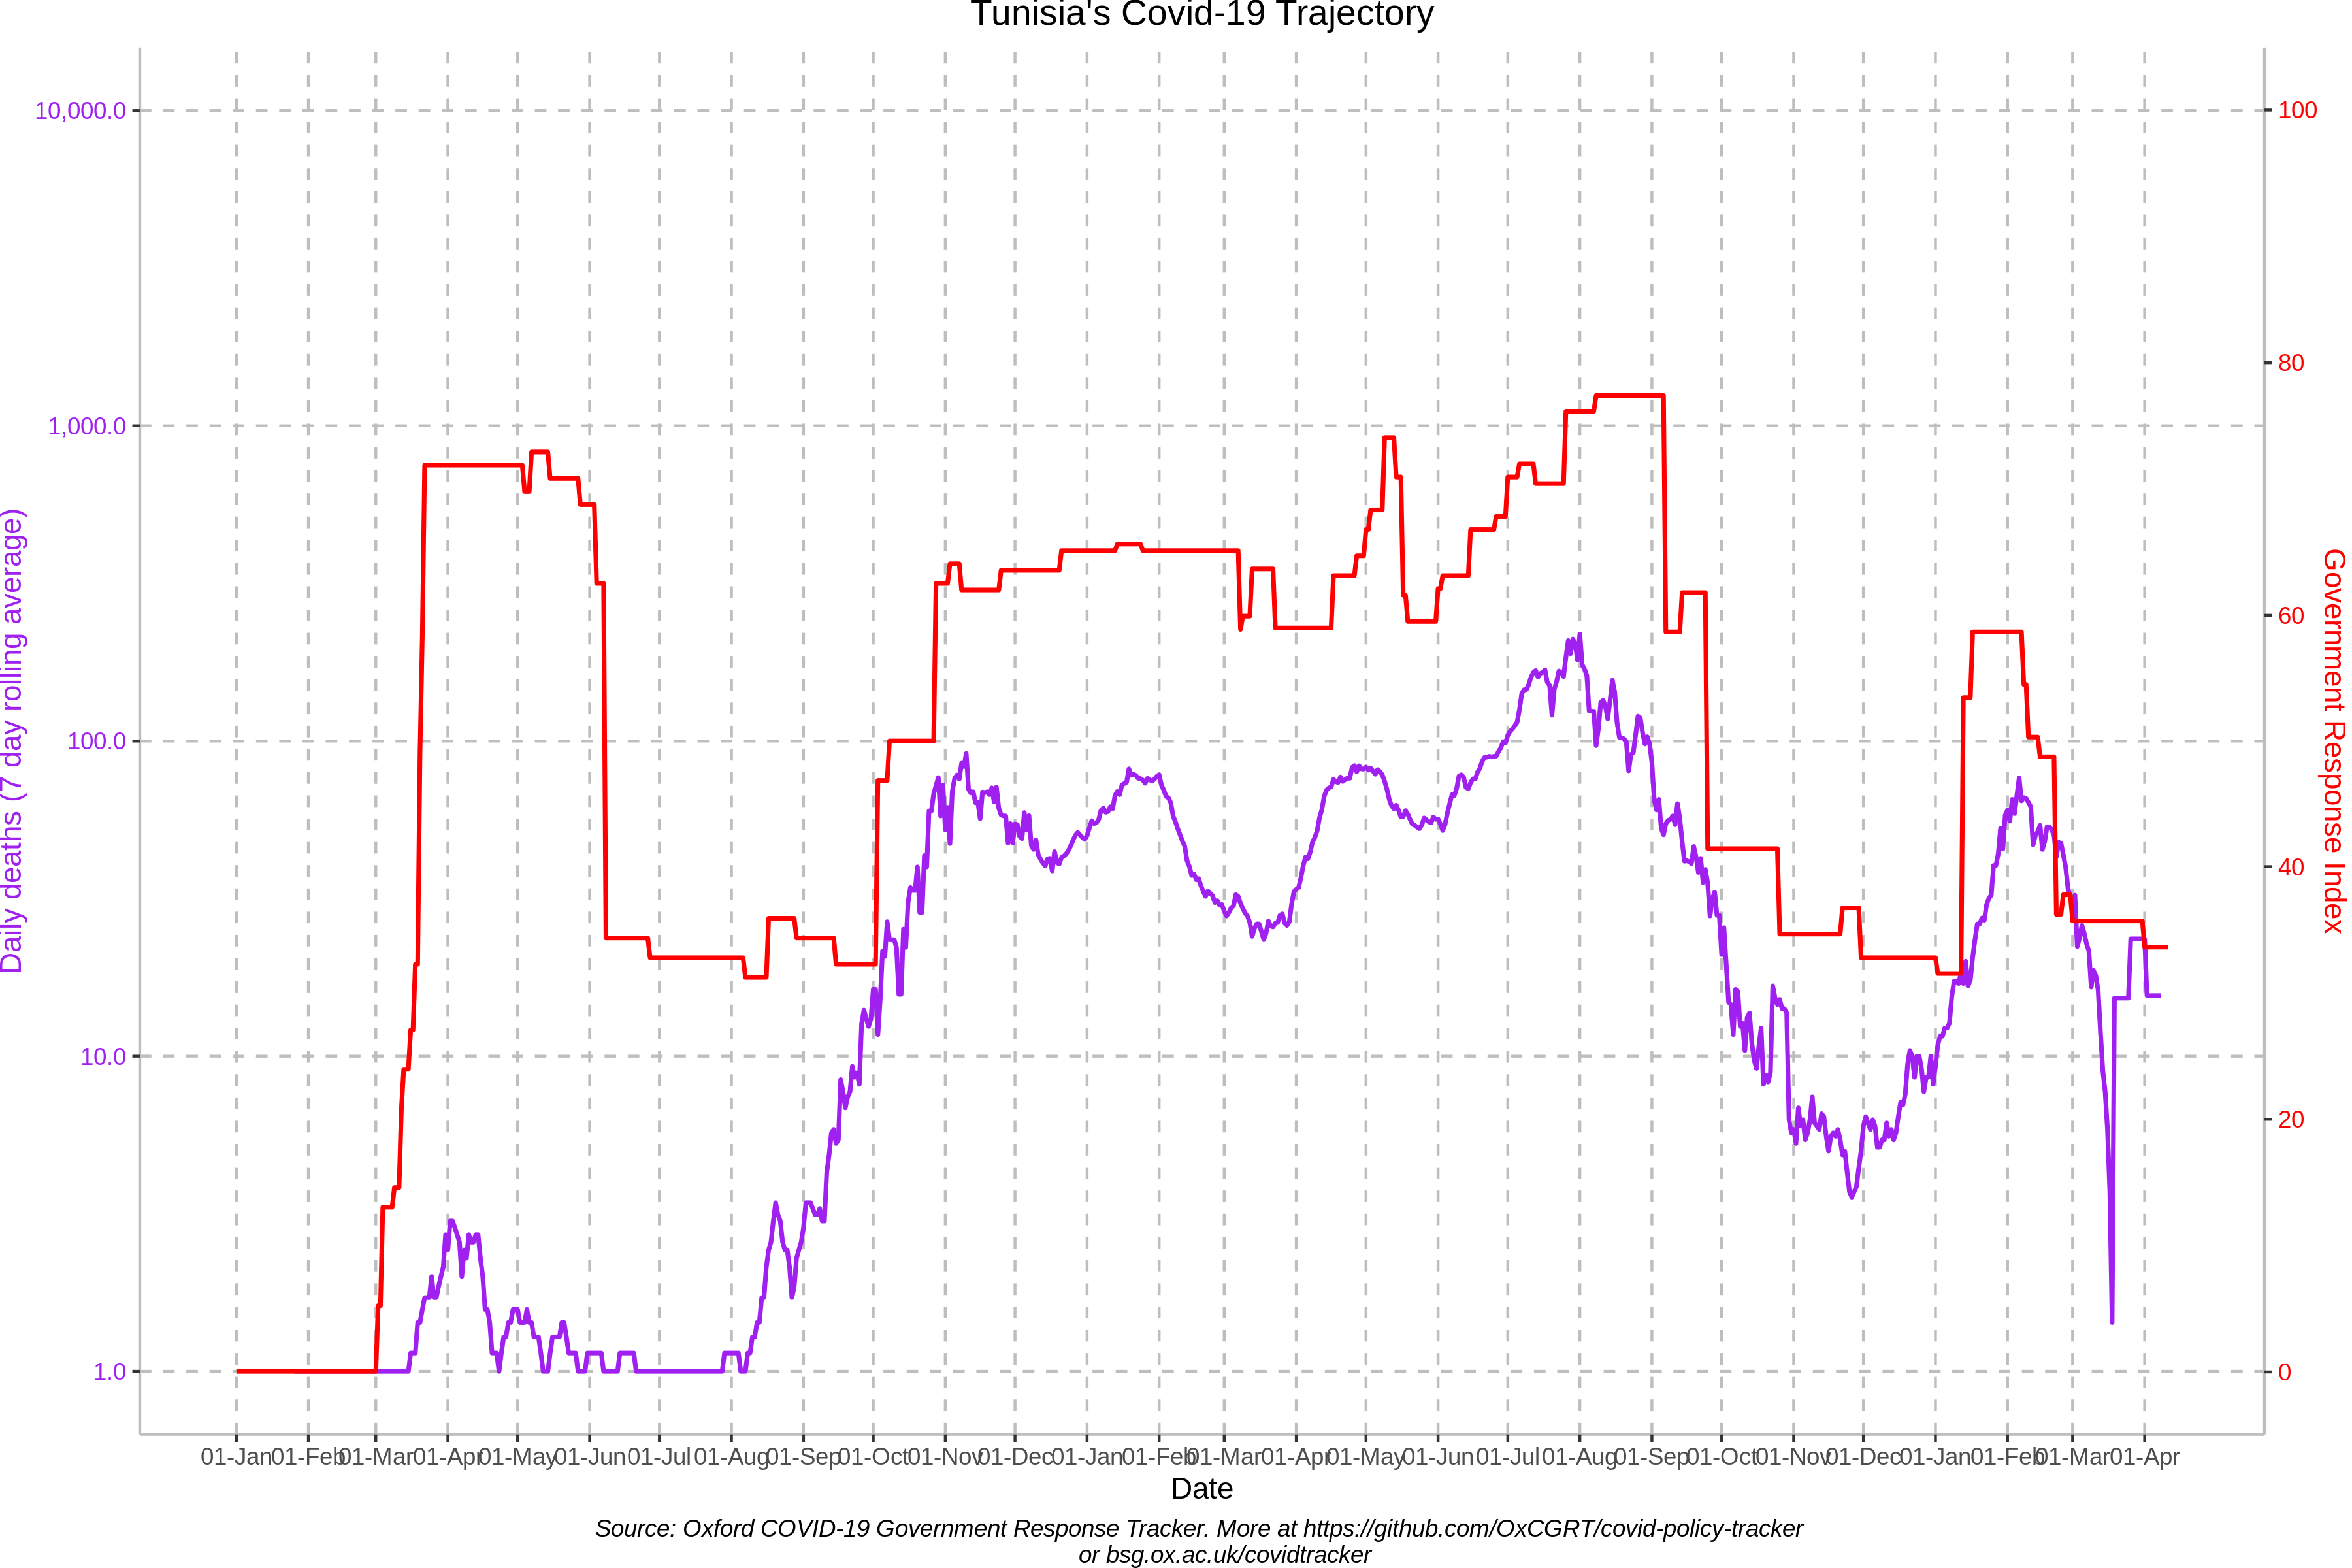 Tunisia's Covid-19 Trajectory
10,000.0
1,000.0
100.0
10.0
1.0
Daily deaths (7 day rolling average)
100
80
60
40
20
0
Government Response Index
01-Jan 01-Feb 01-Mar 01-Apr 01-May 01-Jun 01-Jul 01-Aug 01-Sep 01-Oct 01-Nov 01-Dec 01-Jan 01-Feb 01-Mar 01-Apr 01-May 01-Jun 01-Jul 01-Aug 01-Sep 01-Oct 01-Nov 01-Dec 01-Jan 01-Feb 01-Mar 01-Apr
Date
Source: Oxford COVID-19 Government Response Tracker. More at https://github.com/OxCGRT/covid-policy-tracker
or bsg.ox.ac.uk/covidtracker